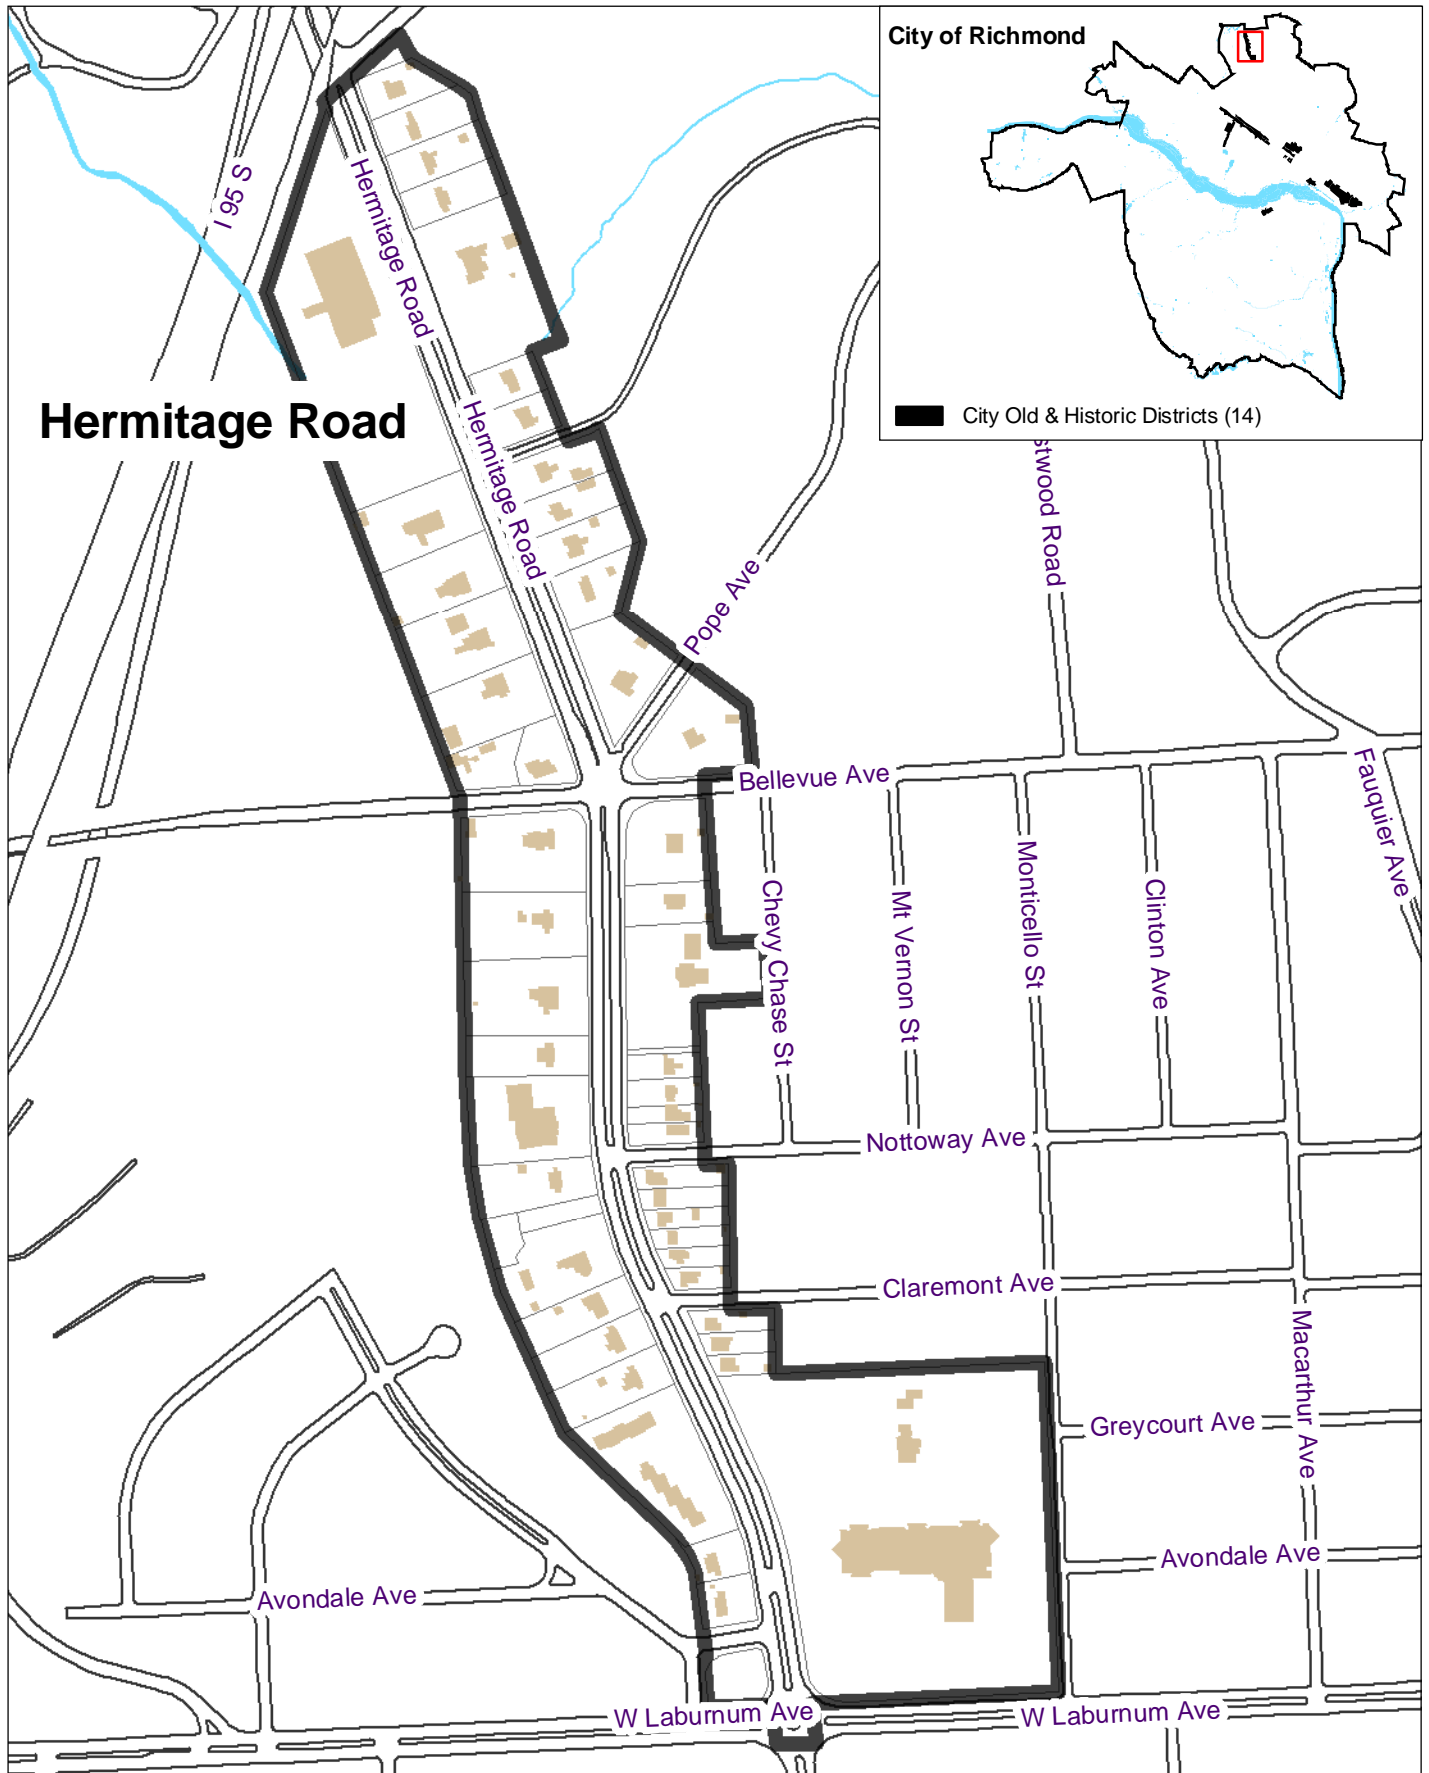 City of Richmond
City Old & Historic Districts (14)
I 95 S
Hermitage Road
Hermitage Road
Hermitage Road
stwood Road
Pope Ave
Bellevue Ave
Fauquier Ave
Chevy Chase St
Mt Vernon St
Monticello St
Clinton Ave
Nottoway Ave
Claremont Ave
Macarthur Ave
Greycourt Ave
Avondale Ave
Avondale Ave
W Laburnum Ave
W Laburnum Ave